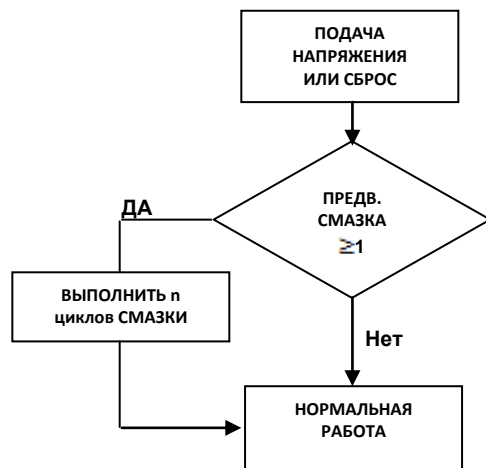 ПОДАЧА
НАПРЯЖЕНИЯ
ИЛИ СБРОС
ПРЕДВ.
СМАЗКА
≥1
ДА
ВЫПОЛНИТЬ n
циклов СМАЗКИ
Нет
НОРМАЛЬНАЯ
РАБОТА